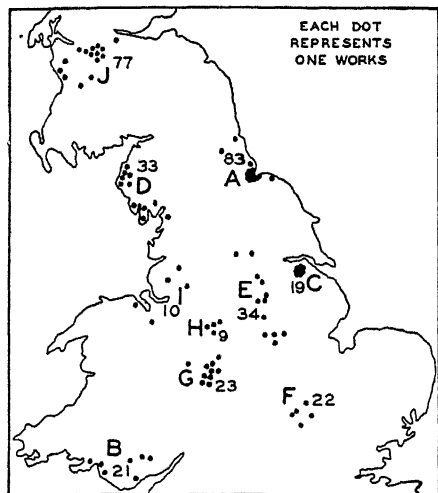 EACH DOT
REPRESENTS
ONE WORKS
J 77
33
D
83
A
I
10
E
34
19 C
H
9
G
23
F 22
B
21